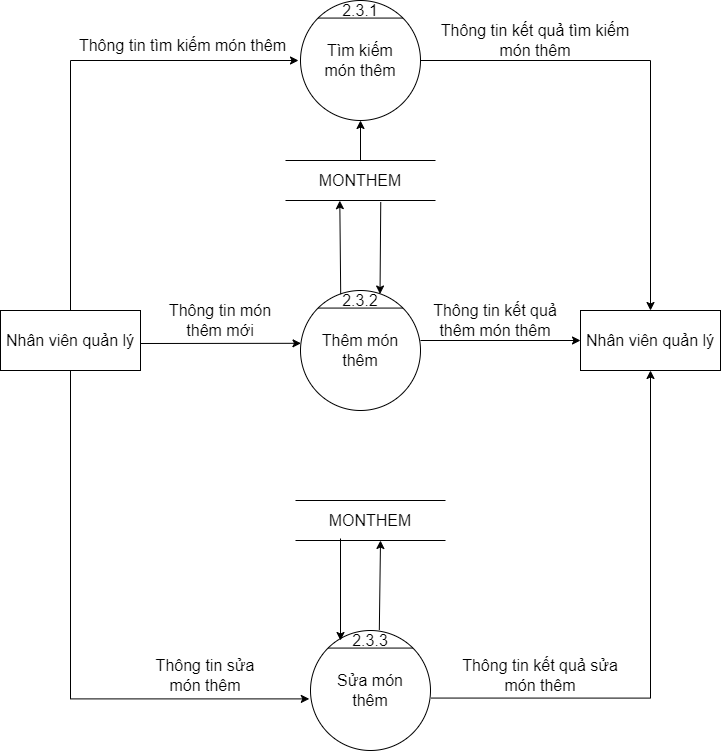 2.3.1
Tìm kiếm
món thêm
Thông tin tìm kiếm món thêm
Thông tin kết quả tìm kiếm
món thêm
MONTHEM
2.3.2
Thêm món
thêm
Thông tin món
thêm mới
Thông tin kết quả
thêm món thêm
Nhân viên quản lý
Nhân viên quản lý
MONTHEM
2.3.3
Sửa món
thêm
Thông tin sửa
món thêm
Thông tin kết quả sửa
món thêm